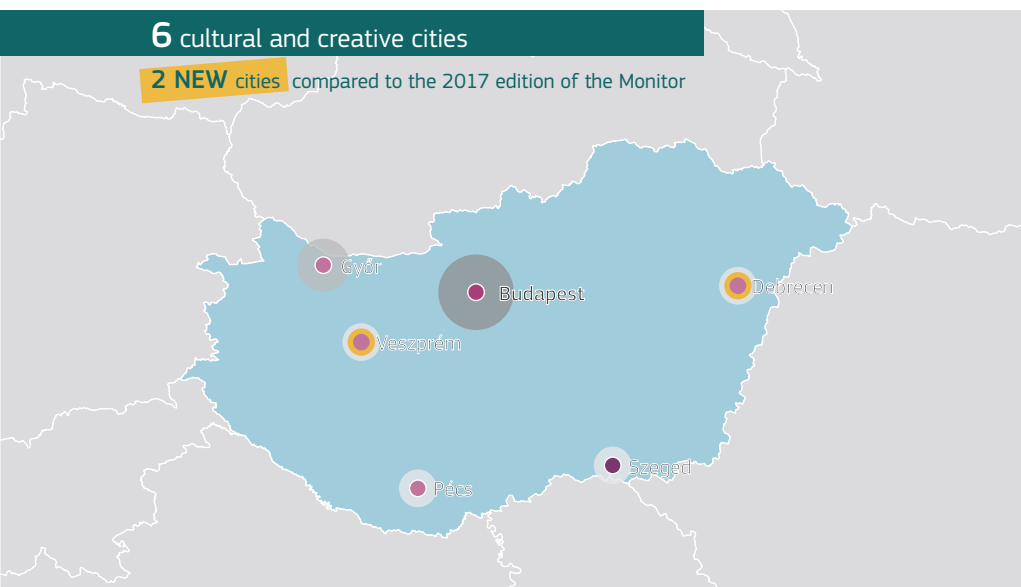 6 cultural and creative cities
2 NEW cities compared to the 2017 edition of the Monitor
Győr
Budapest
Debrecen
Veszprém
Szeged
Pécs